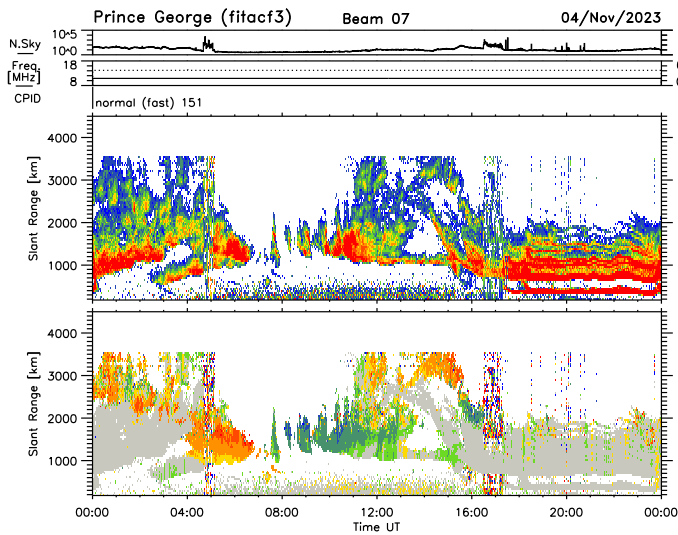 Prince George (fitacf3) Beam 07 04/Nov/2023
N.Sky 10^5 10^0
Freq. [MHz] 18 8
CPID normal (fast) 151
Slant Range [km] 4000 3000 2000 1000
Slant Range [km] 4000 3000 2000 1000
00:00 04:00 08:00 12:00 16:00 20:00 00:00
Time UT